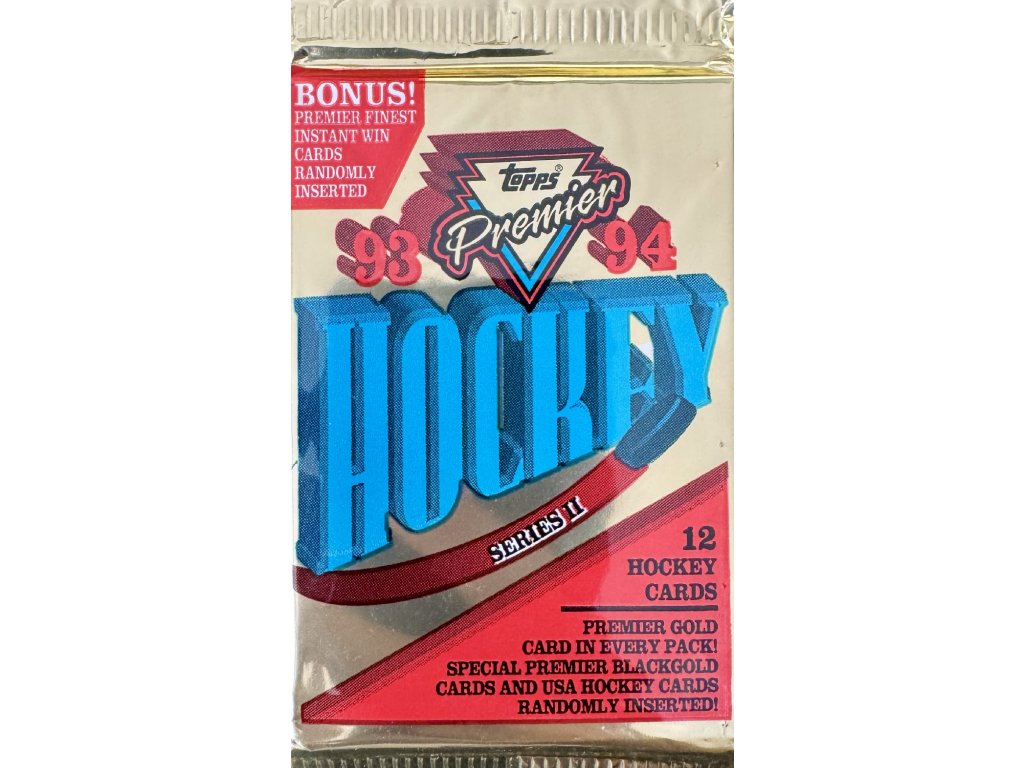 BONUS!
PREMIER FINEST
INSTANT WIN
CARDS
RANDOMLY
INSERTED
TOPPS®
Premier
93 94
HOCKEY
SERIES II
12
HOCKEY
CARDS
PREMIER GOLD
CARD IN EVERY PACK!
SPECIAL PREMIER BLACKGOLD
CARDS AND USA HOCKEY CARDS
RANDOMLY INSERTED!